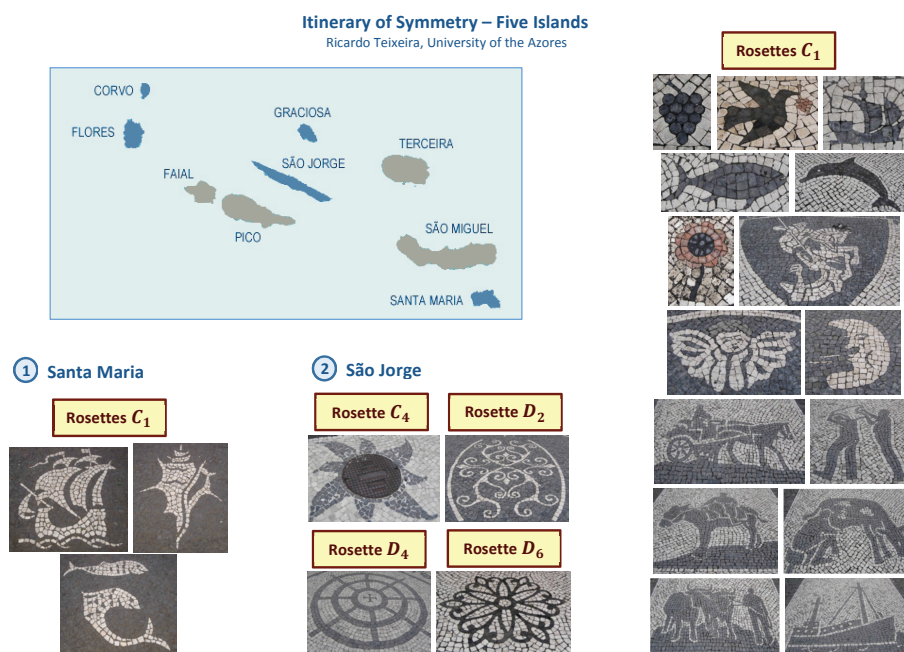 Itinerary of Symmetry – Five Islands
Ricardo Teixeira, University of the Azores
CORVO
FLORES
GRACIOSA
TERCEIRA
SÃO JORGE
FAIAL
PICO
SÃO MIGUEL
SANTA MARIA
1 Santa Maria
Rosettes C₁
2 São Jorge
Rosette C₄
Rosette D₂
Rosette D₄
Rosette D₆
Rosettes C₁